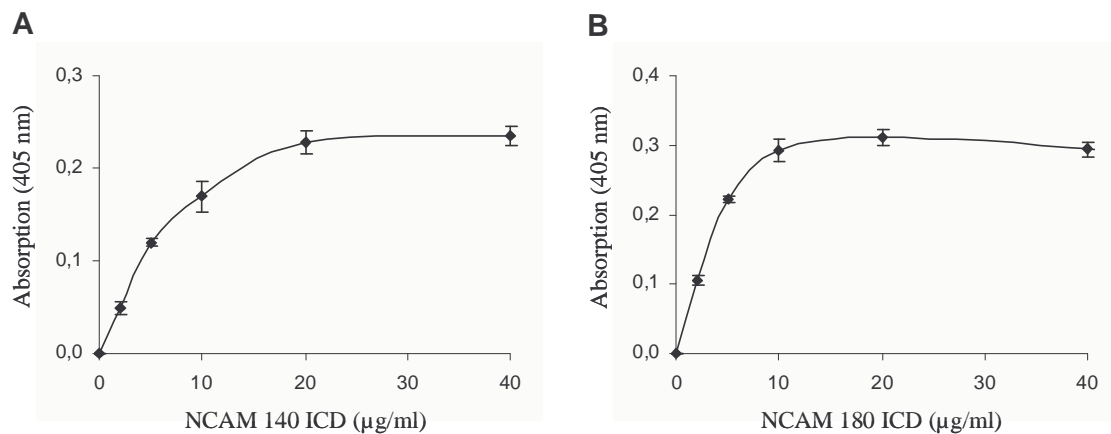 A
0,3
0,2
0,1
0,0
0 10 20 30 40
Absorption (405 nm)
NCAM 140 ICD (µg/ml)
B
0,4
0,3
0,2
0,1
0,0
0 10 20 30 40
Absorption (405 nm)
NCAM 180 ICD (µg/ml)